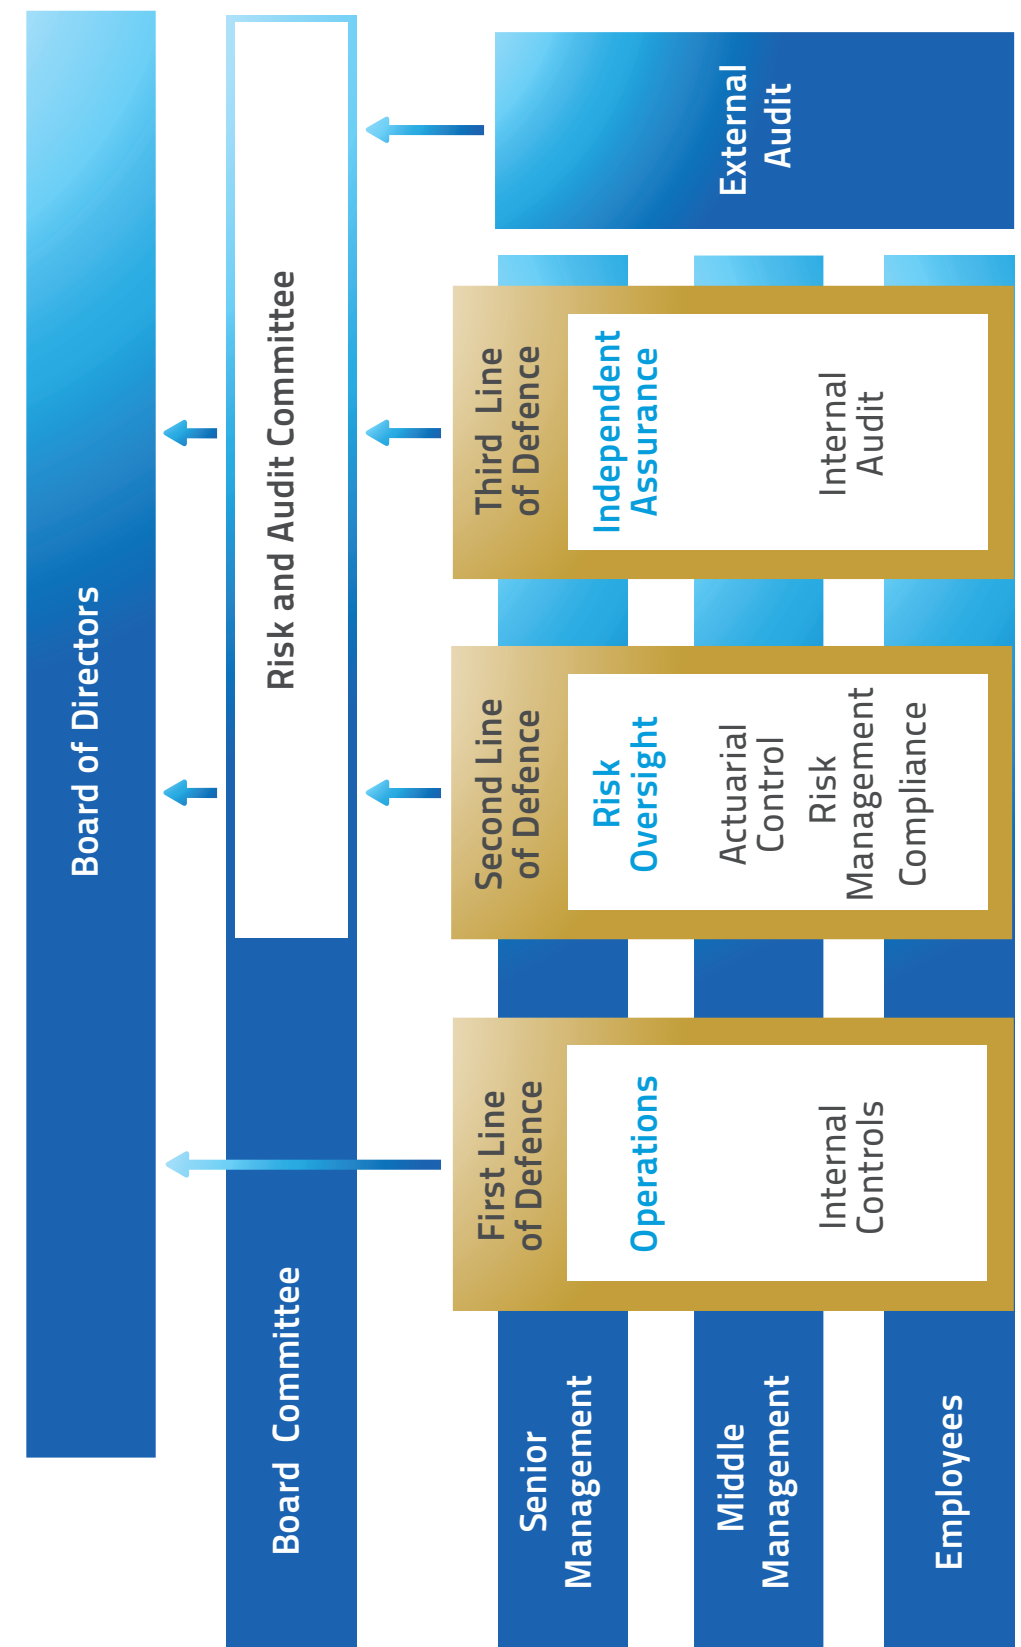 Board of Directors
Board Committee
Risk and Audit Committee
Senior
Management
Middle
Management
Employees
First Line
of Defence
Operations
Internal
Controls
Second Line
of Defence
Risk
Oversight
Actuarial
Control
Risk
Management
Compliance
Third Line
of Defence
Independent
Assurance
Internal
Audit
External
Audit